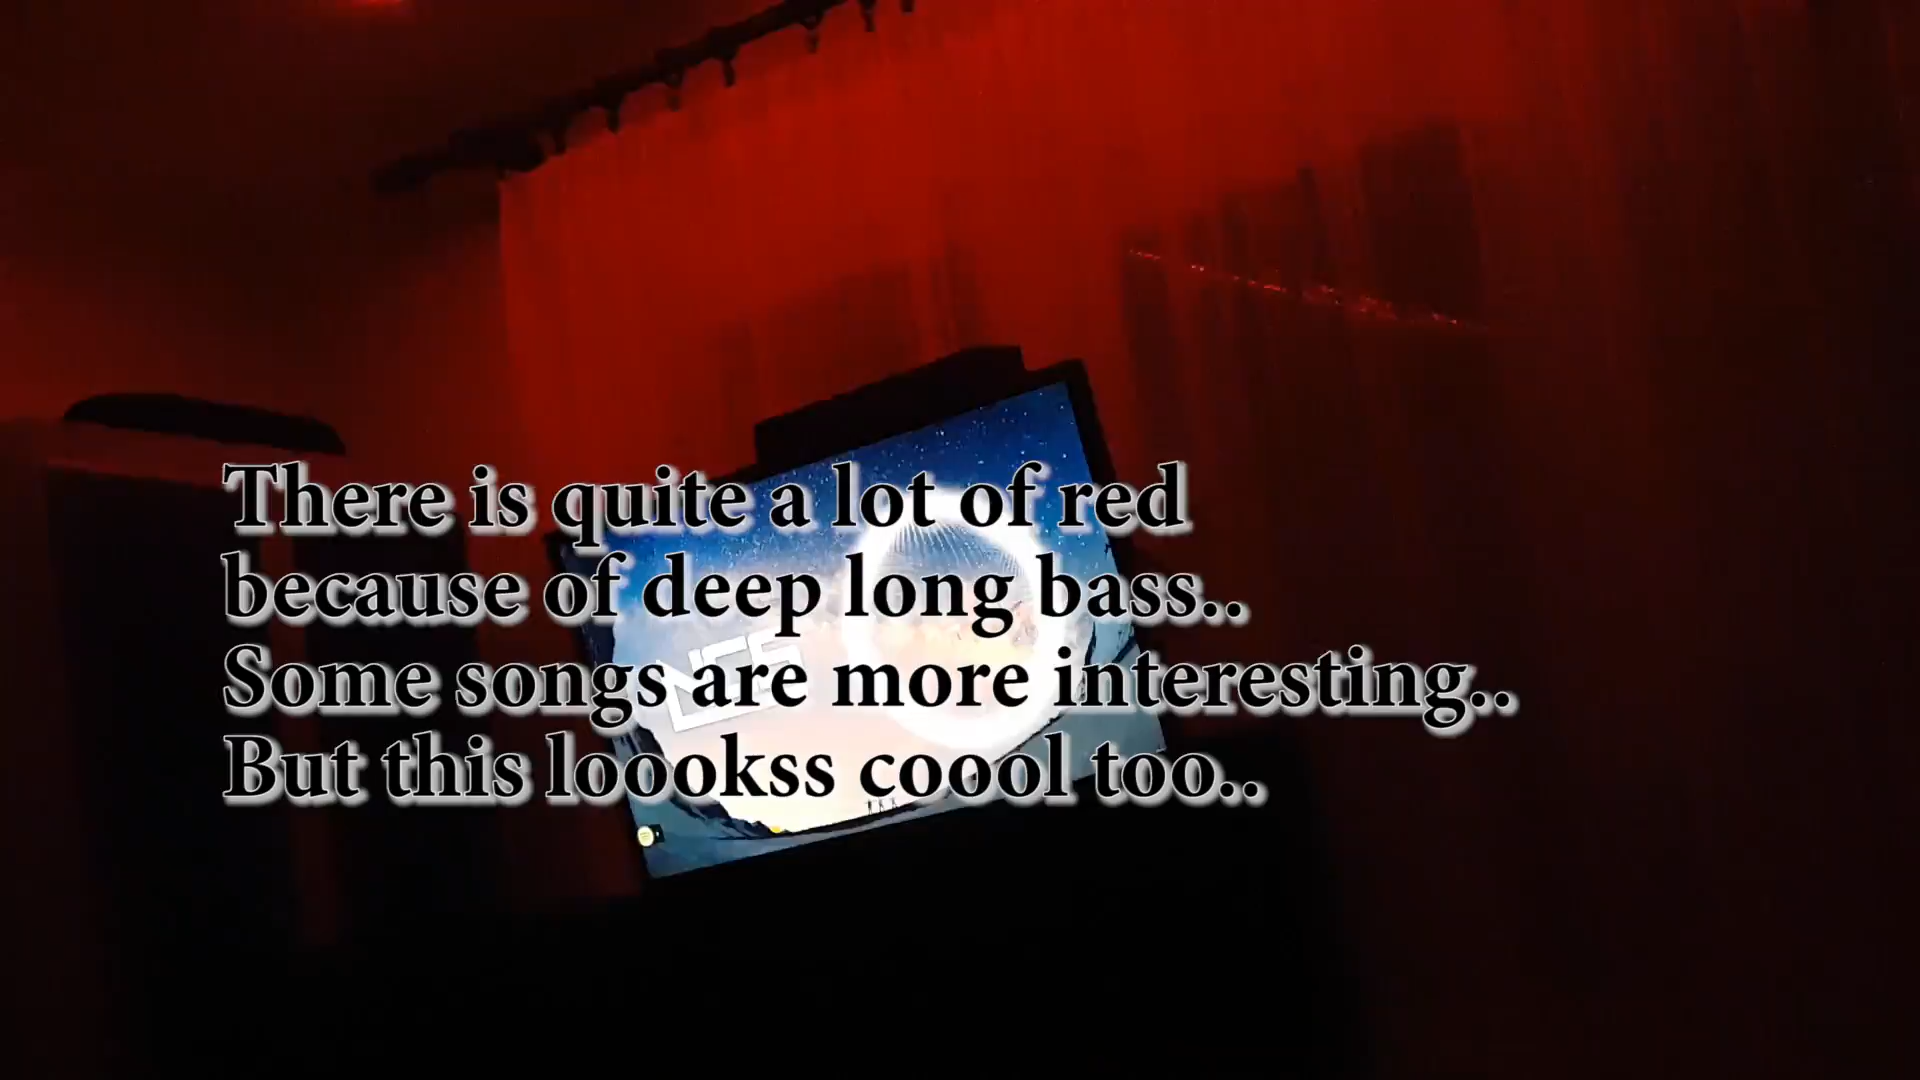 There is quite a lot of red
because of deep long bass..
Some songs are more interesting..
But this loookss coool too..
NCS